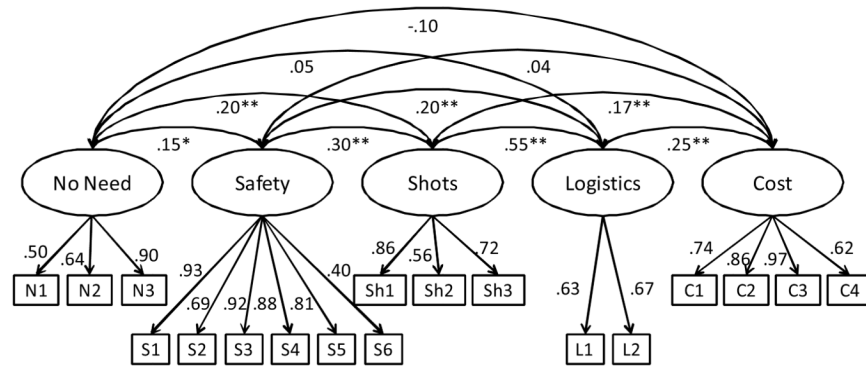 -.10
.05 .04
.20** .20** .17**
.15* .30** .55** .25**
No Need Safety Shots Logistics Cost
.50 .64 .90 .93 .69 .92 .88 .81 .40 .86 .56 .72 .63 .67 .74 .86 .97 .62
N1 N2 N3 Sh1 Sh2 Sh3 C1 C2 C3 C4
S1 S2 S3 S4 S5 S6 L1 L2